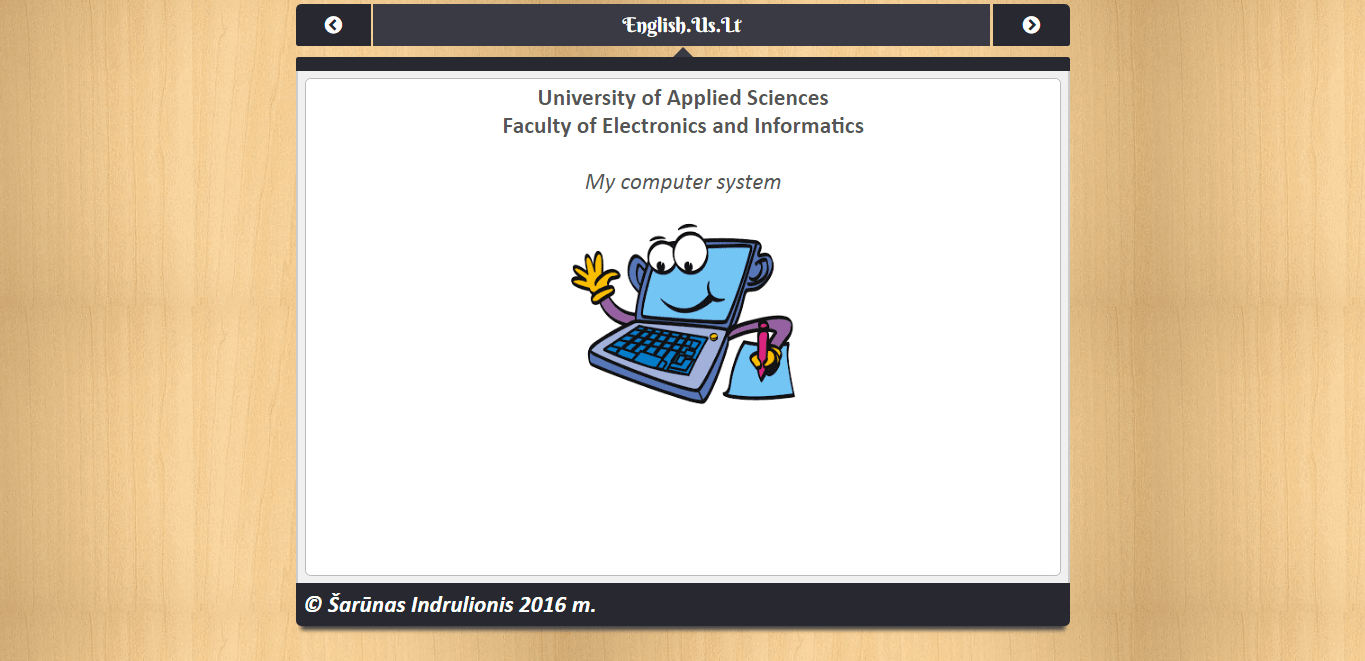 English.Us.Lt
University of Applied Sciences
Faculty of Electronics and Informatics
My computer system
© Šarūnas Indrulionis 2016 m.